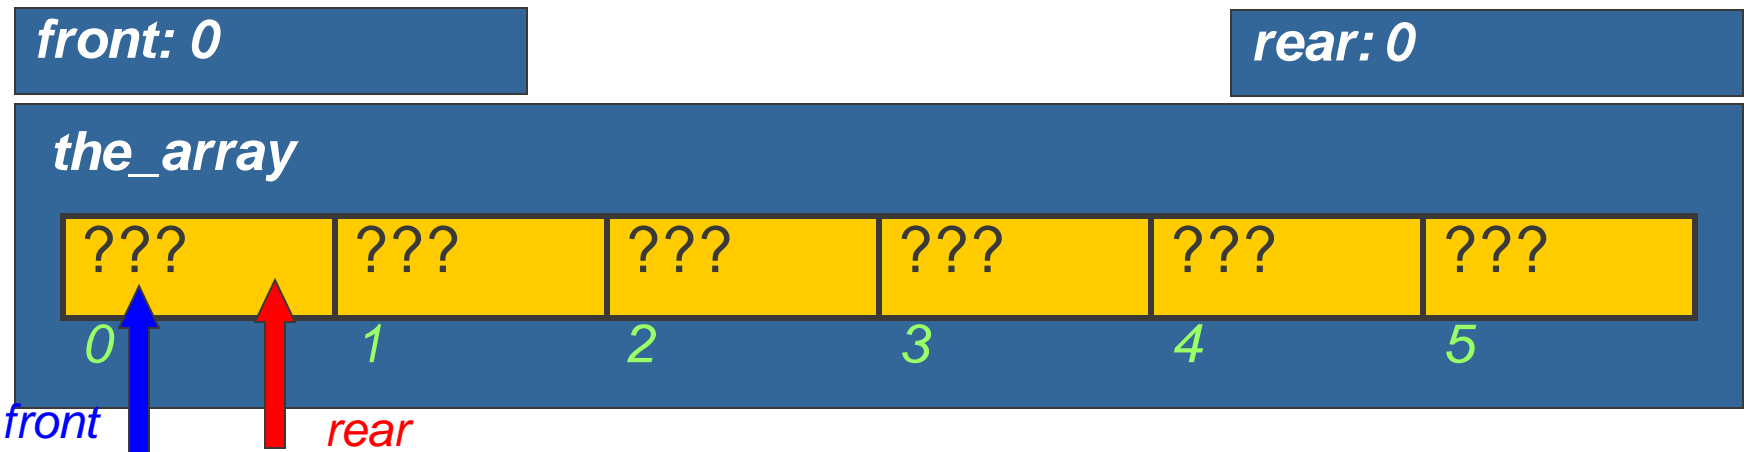 front: 0
rear: 0
the_array
??? ??? ??? ??? ??? ???
0 1 2 3 4 5
front rear